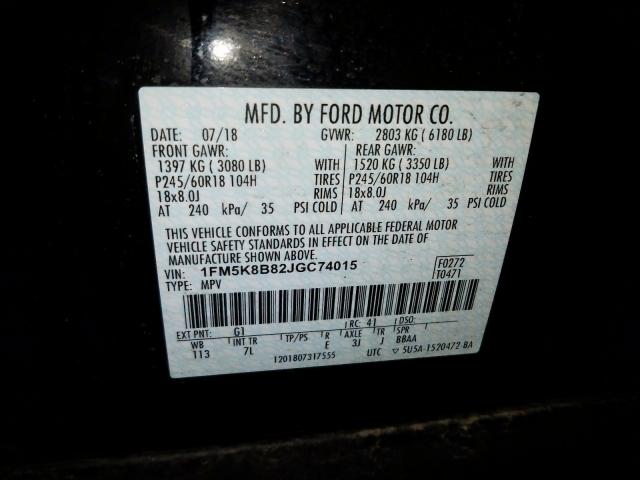 MFD. BY FORD MOTOR CO.
DATE: 07/18 GVWR: 2803 KG ( 6180 LB)
FRONT GAWR: REAR GAWR:
1397 KG ( 3080 LB) WITH 1520 KG ( 3350 LB) WITH
P245/60R18 104H TIRES P245/60R18 104H TIRES
18x8.0J RIMS 18x8.0J RIMS
AT 240 kPa/ 35 PSI COLD AT 240 kPa/ 35 PSI COLD
THIS VEHICLE CONFORMS TO ALL APPLICABLE FEDERAL MOTOR
VEHICLE SAFETY STANDARDS IN EFFECT ON THE DATE OF
MANUFACTURE SHOWN ABOVE.
VIN: 1FM5K8B82JGC74015 F0272
TYPE: MPV T0471
EXT PNT: G1 RC: 41 DSO:
WB INT TR TP/PS R AXLE TR SPR
113 7L E 3J J BBAA
1201807317555 UTC ▽ 5U5A-1520472-BA